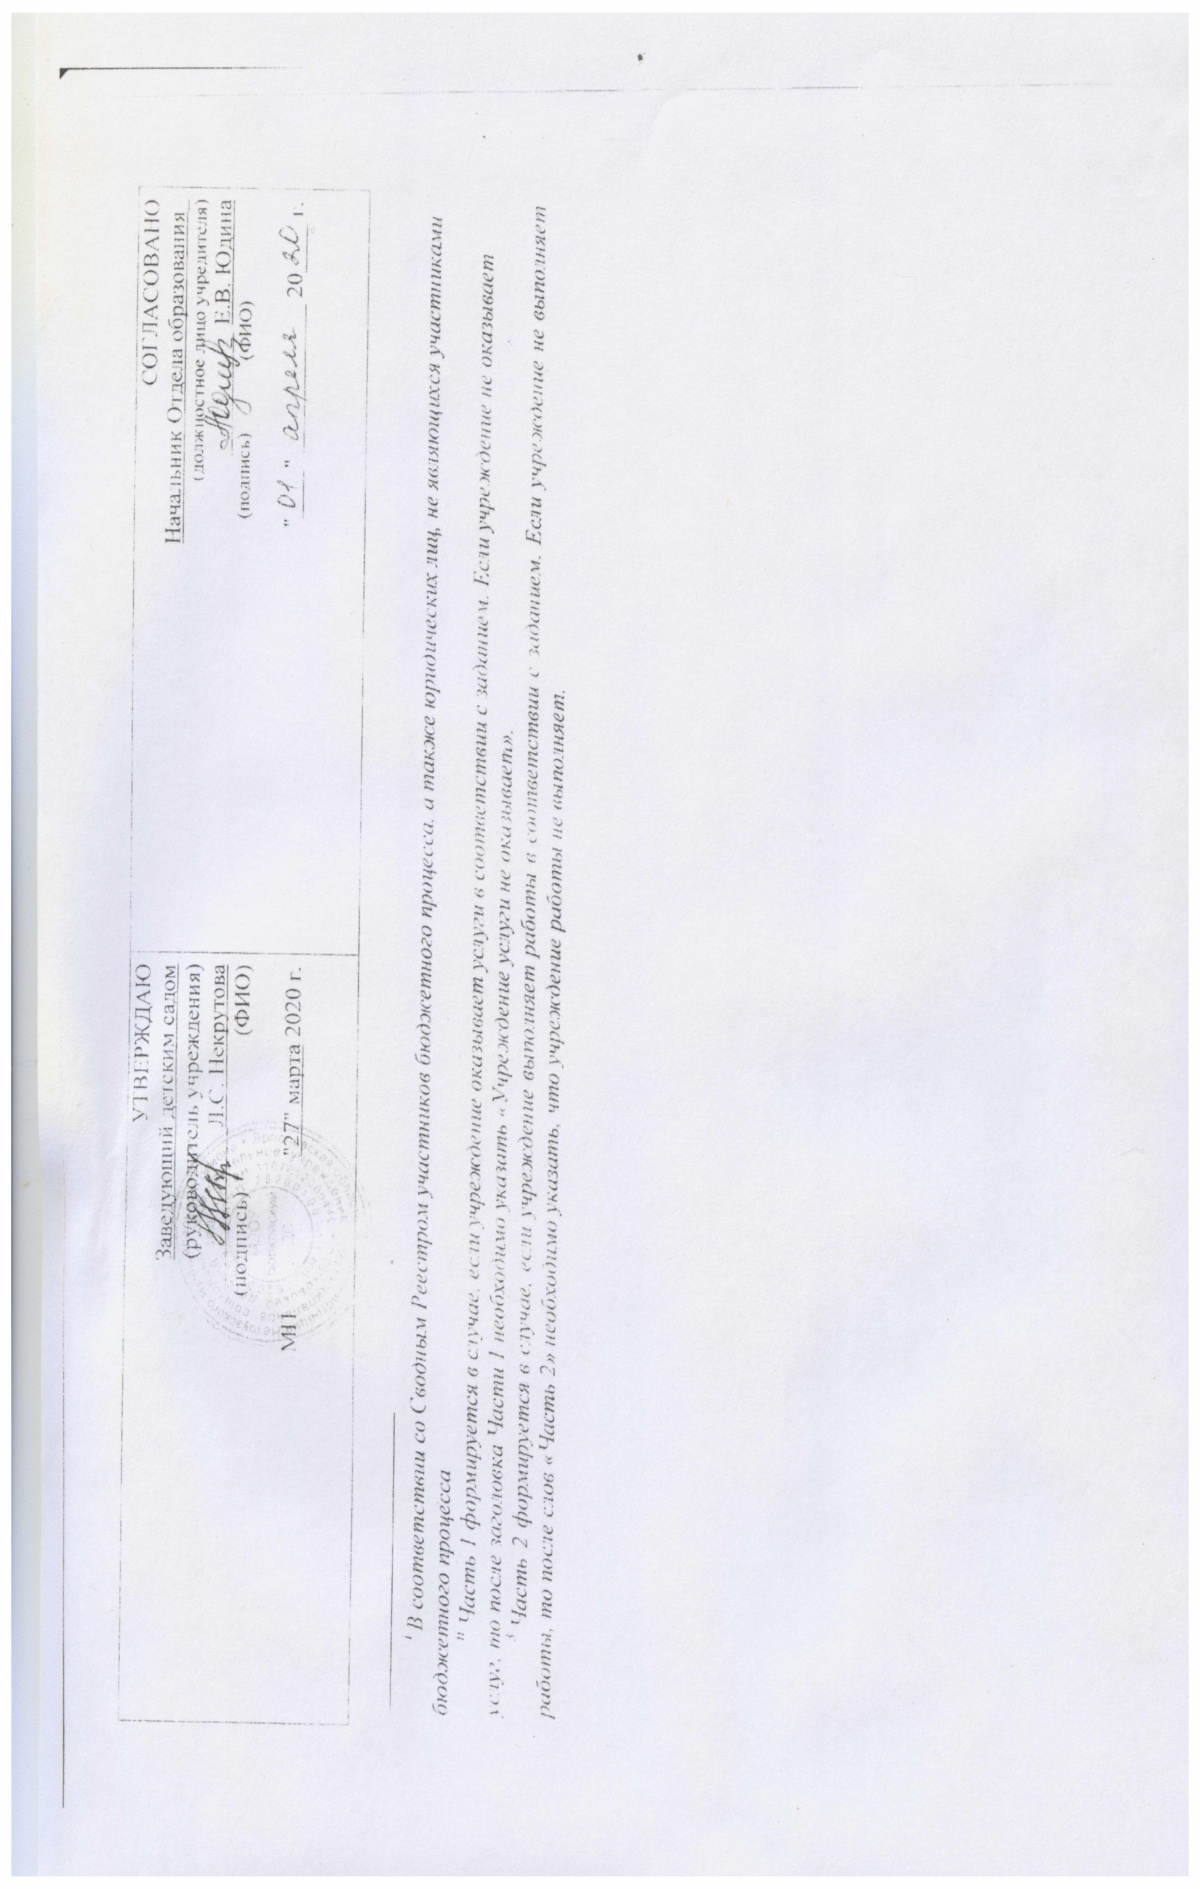 УТВЕРЖДАЮ
Заведующий детским садом
(руководитель учреждения)
Л.С. Некрутова
(подпись) (ФИО)
МП "27" марта 2020 г.
СОГЛАСОВАНО
Начальник Отдела образования
(должностное лицо учредителя)
Е.В. Юдина
(подпись) (ФИО)
"01" апреля 2020 г.
¹ В соответствии со Сводным Реестром участников бюджетного процесса, а также юридических лиц, не являющихся участниками
бюджетного процесса
ⁱⁱ Часть 1 формируется в случае, если учреждение оказывает услуги в соответствии с заданием. Если учреждение не оказывает
услуг, то после заголовка Части 1 необходимо указать «Учреждение услуги не оказывает».
³ Часть 2 формируется в случае, если учреждение выполняет работы в соответствии с заданием. Если учреждение не выполняет
работы, то после слов «Часть 2» необходимо указать, что учреждение работы не выполняет.